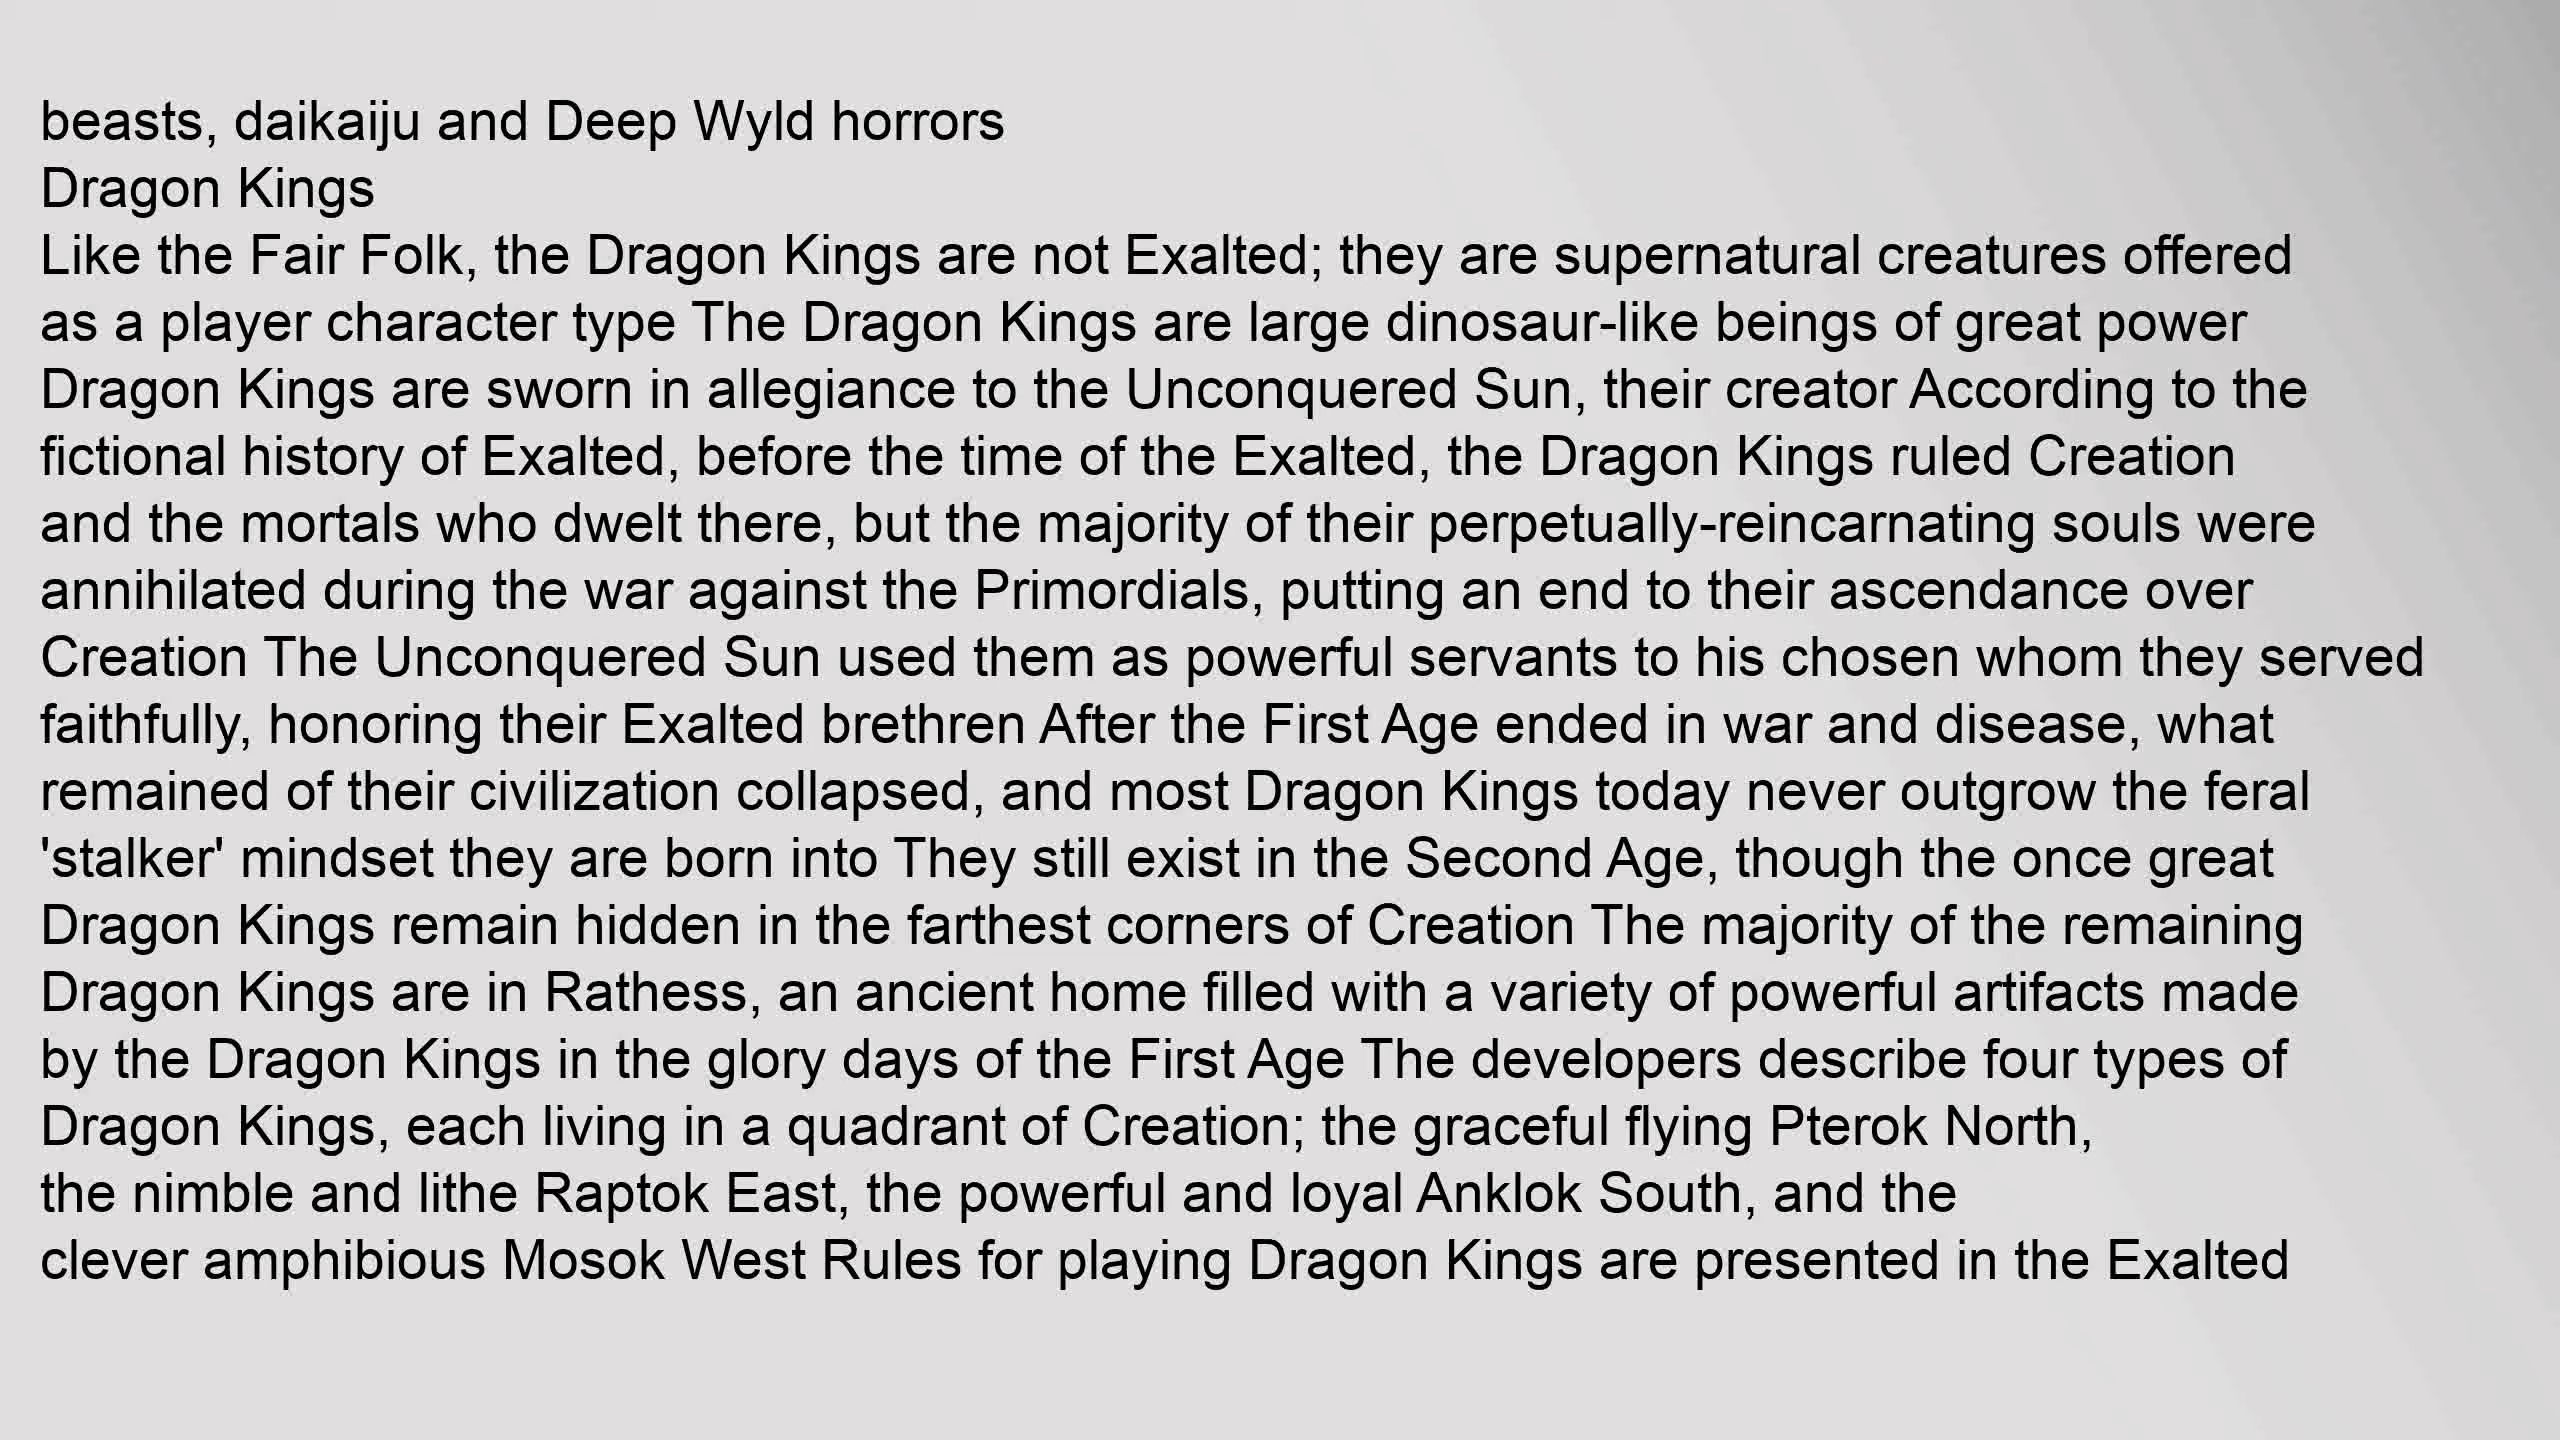 beasts, daikaiju and Deep Wyld horrors
Dragon Kings
Like the Fair Folk, the Dragon Kings are not Exalted; they are supernatural creatures offered
as a player character type The Dragon Kings are large dinosaur-like beings of great power
Dragon Kings are sworn in allegiance to the Unconquered Sun, their creator According to the
fictional history of Exalted, before the time of the Exalted, the Dragon Kings ruled Creation
and the mortals who dwelt there, but the majority of their perpetually-reincarnating souls were
annihilated during the war against the Primordials, putting an end to their ascendance over
Creation The Unconquered Sun used them as powerful servants to his chosen whom they served
faithfully, honoring their Exalted brethren After the First Age ended in war and disease, what
remained of their civilization collapsed, and most Dragon Kings today never outgrow the feral
'stalker' mindset they are born into They still exist in the Second Age, though the once great
Dragon Kings remain hidden in the farthest corners of Creation The majority of the remaining
Dragon Kings are in Rathess, an ancient home filled with a variety of powerful artifacts made
by the Dragon Kings in the glory days of the First Age The developers describe four types of
Dragon Kings, each living in a quadrant of Creation; the graceful flying Pterok North,
the nimble and lithe Raptok East, the powerful and loyal Anklok South, and the
clever amphibious Mosok West Rules for playing Dragon Kings are presented in the Exalted